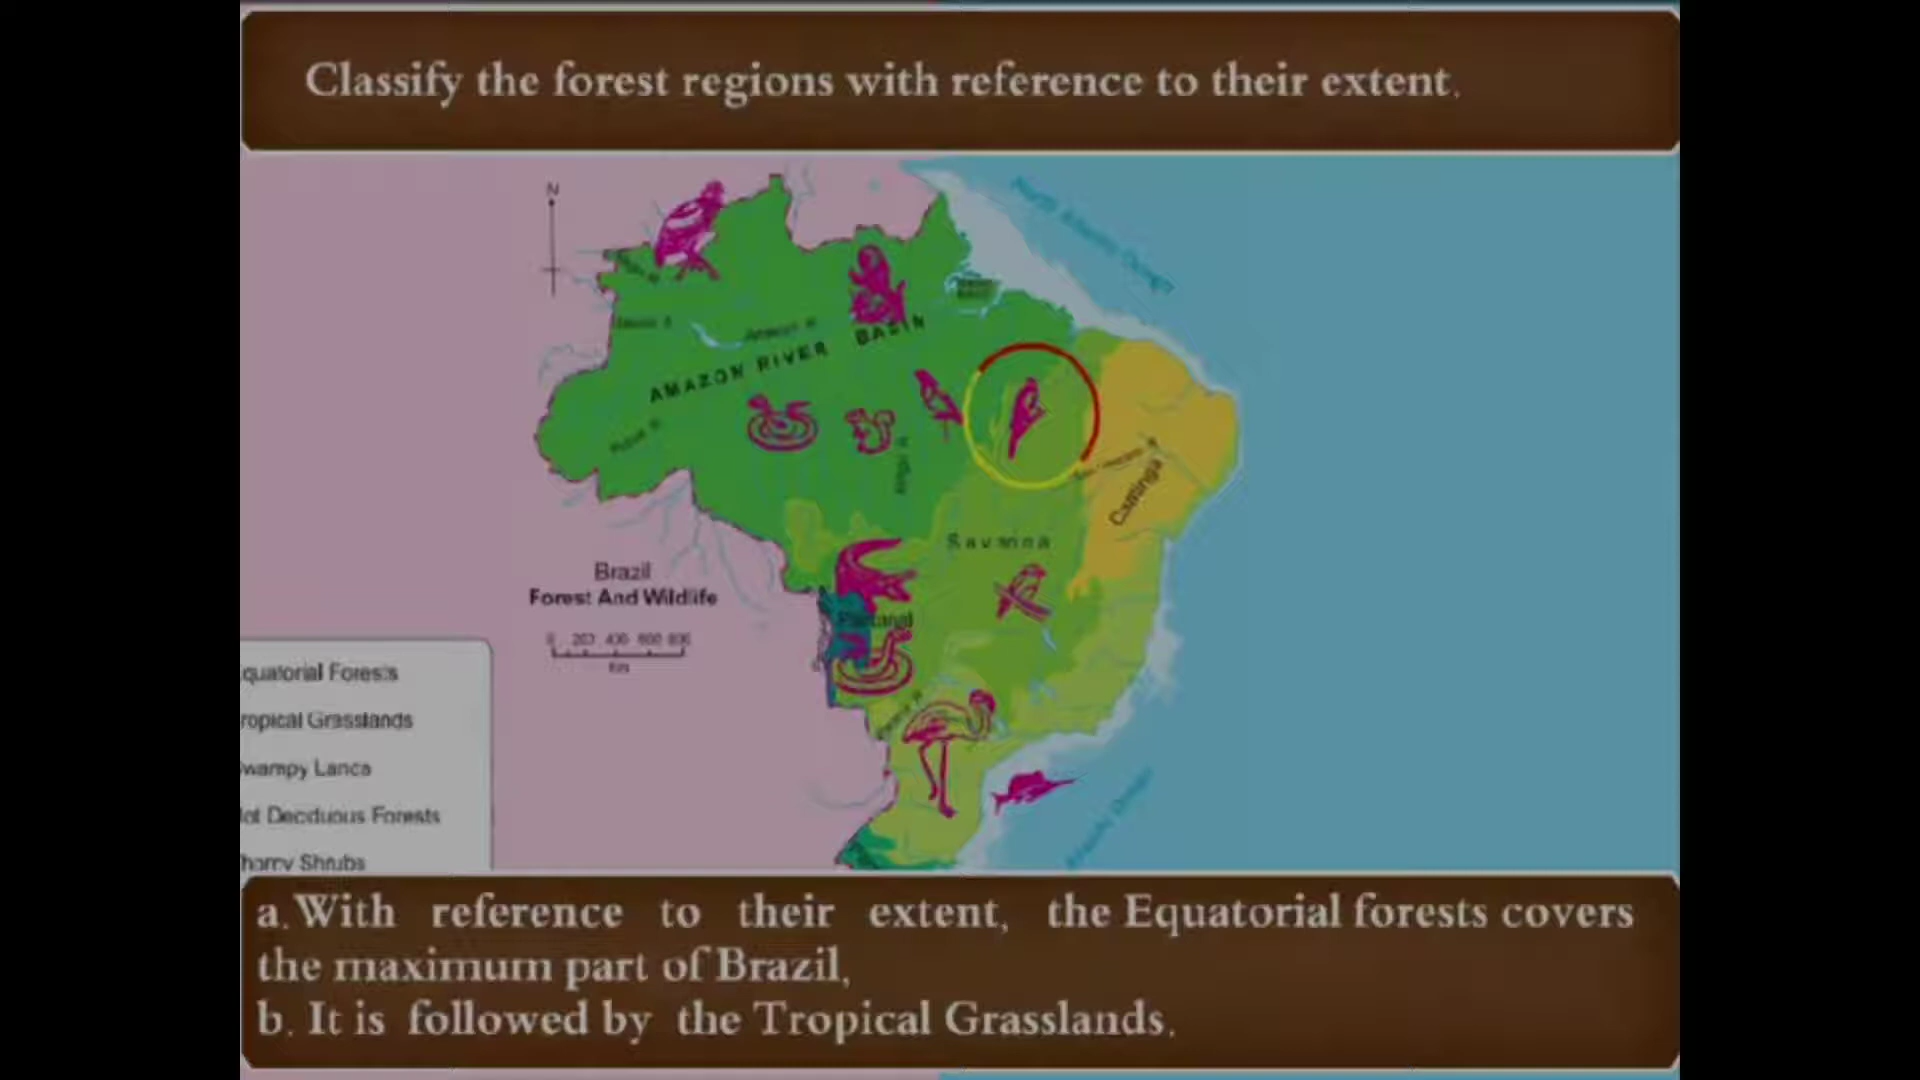 Classify the forest regions with reference to their extent.
N
AMAZON RIVER BASIN
Savanna
Caatinga
Pantanal
Brazil
Forest And Wildlife
Km
quatorial Forests
ropical Grasslands
wampy Land
ot Deciduous Forests
horny Shrubs
a. With reference to their extent, the Equatorial forests covers
the maximum part of Brazil,
b. It is followed by the Tropical Grasslands.